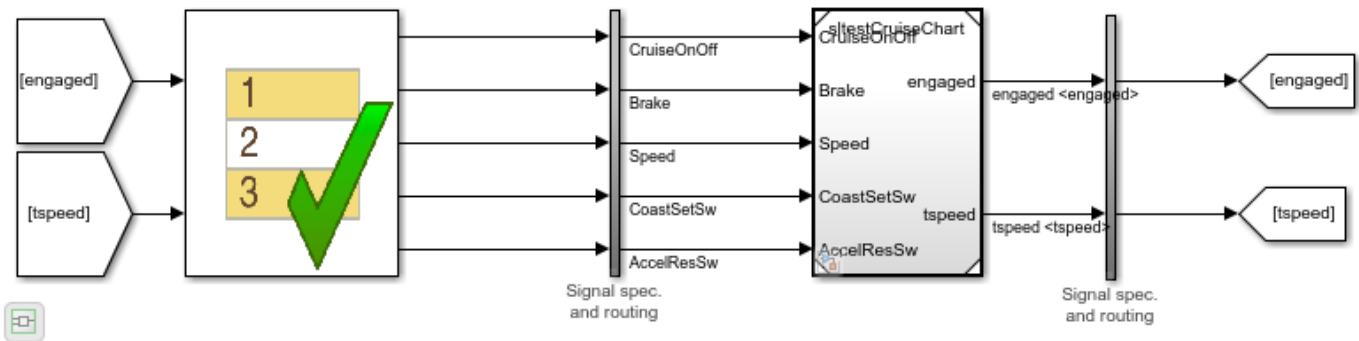 [engaged]
[tspeed]
1
2
3
CruiseOnOff
Brake
Speed
CoastSetSw
AccelResSw
Signal spec.
and routing
sltestCruiseChart
CruiseOnOff
Brake
Speed
CoastSetSw
AccelResSw
engaged
tspeed
engaged <engaged>
tspeed <tspeed>
Signal spec.
and routing
[engaged]
[tspeed]